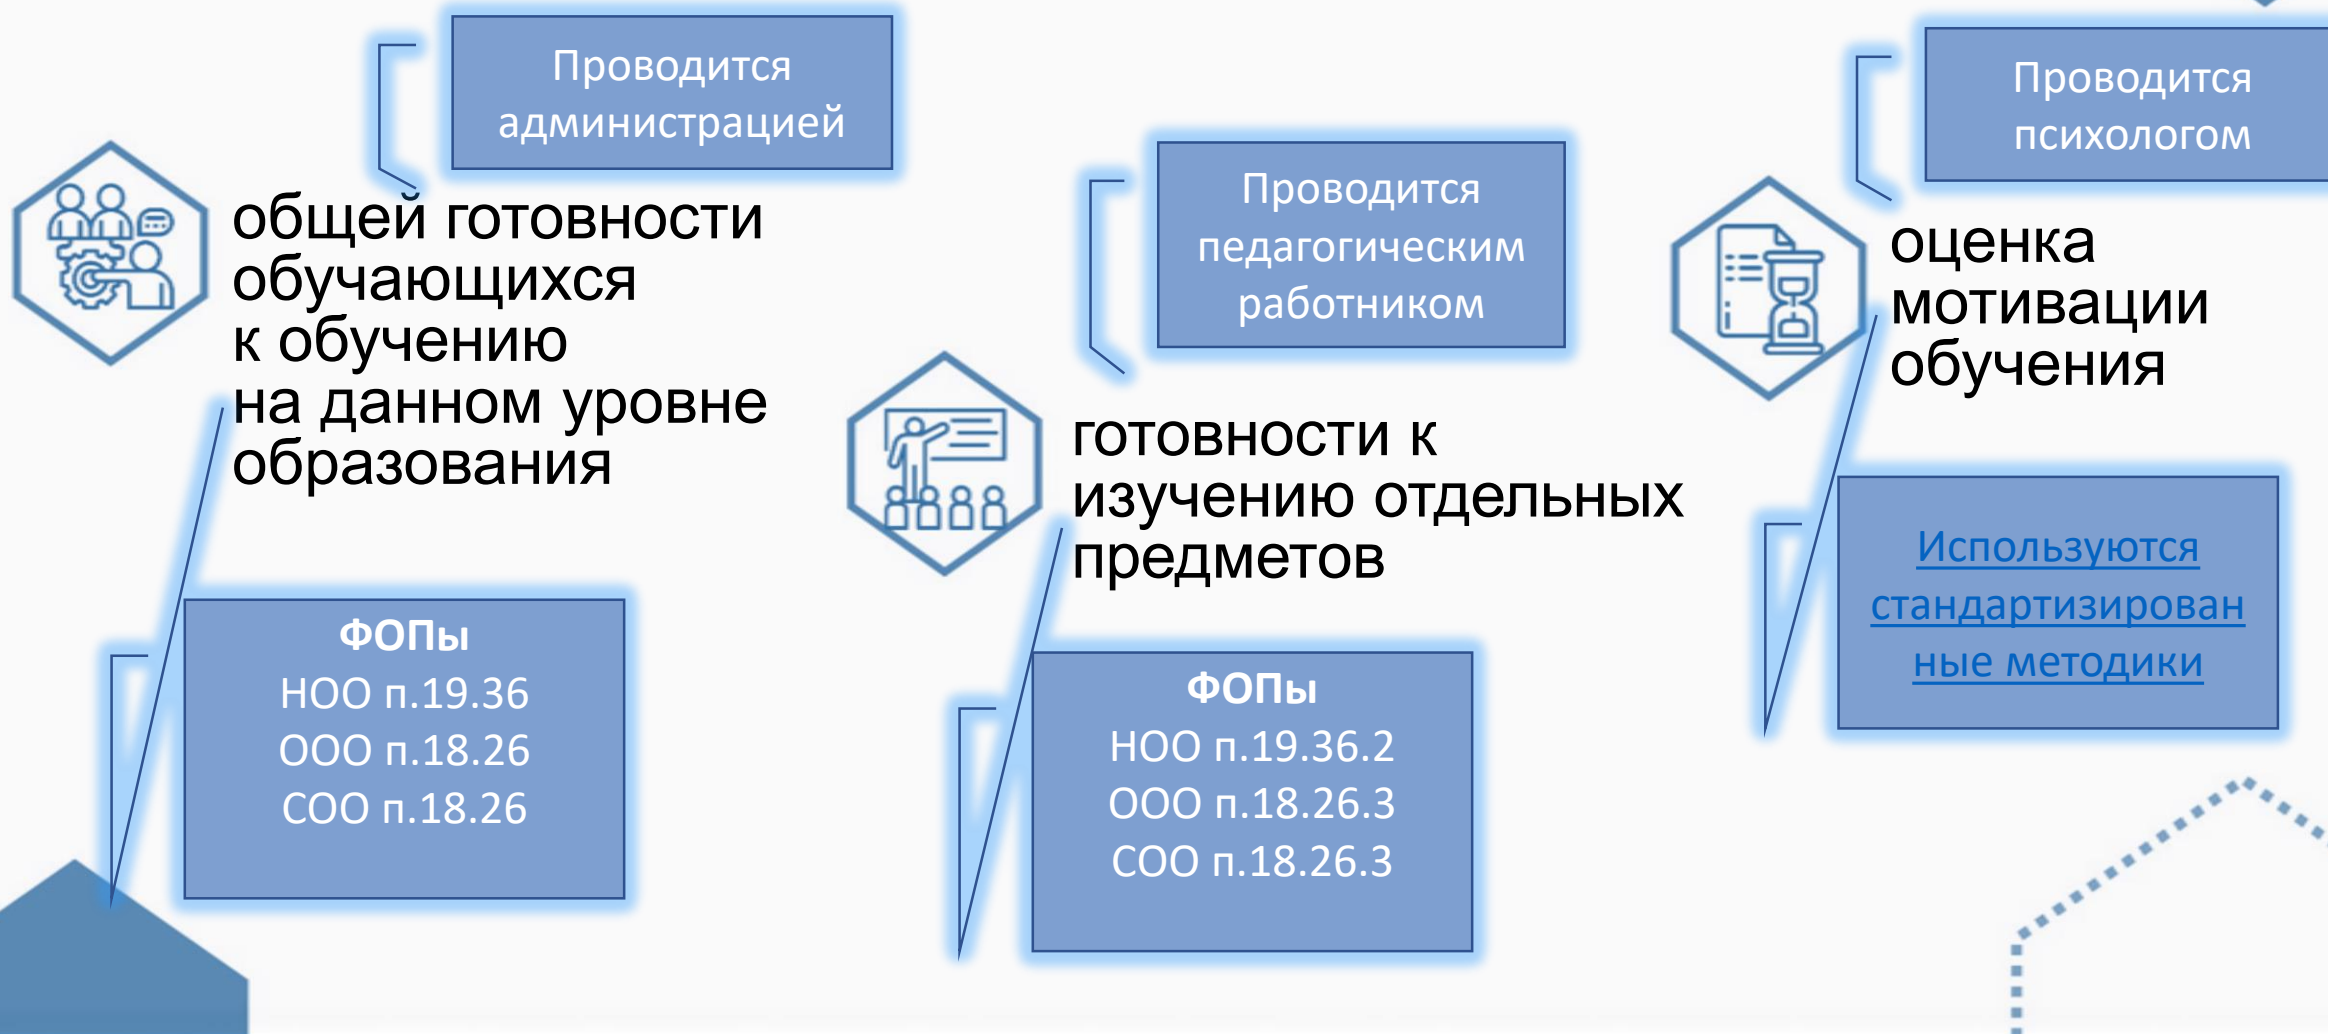 Проводится
администрацией
общей готовности
обучающихся
к обучению
на данном уровне
образования
ФОПы
НОО п.19.36
ООО п.18.26
СОО п.18.26
Проводится
педагогическим
работником
готовности к
изучению отдельных
предметов
ФОПы
НОО п.19.36.2
ООО п.18.26.3
СОО п.18.26.3
Проводится
психологом
оценка
мотивации
обучения
Используются
стандартизирован
ные методики